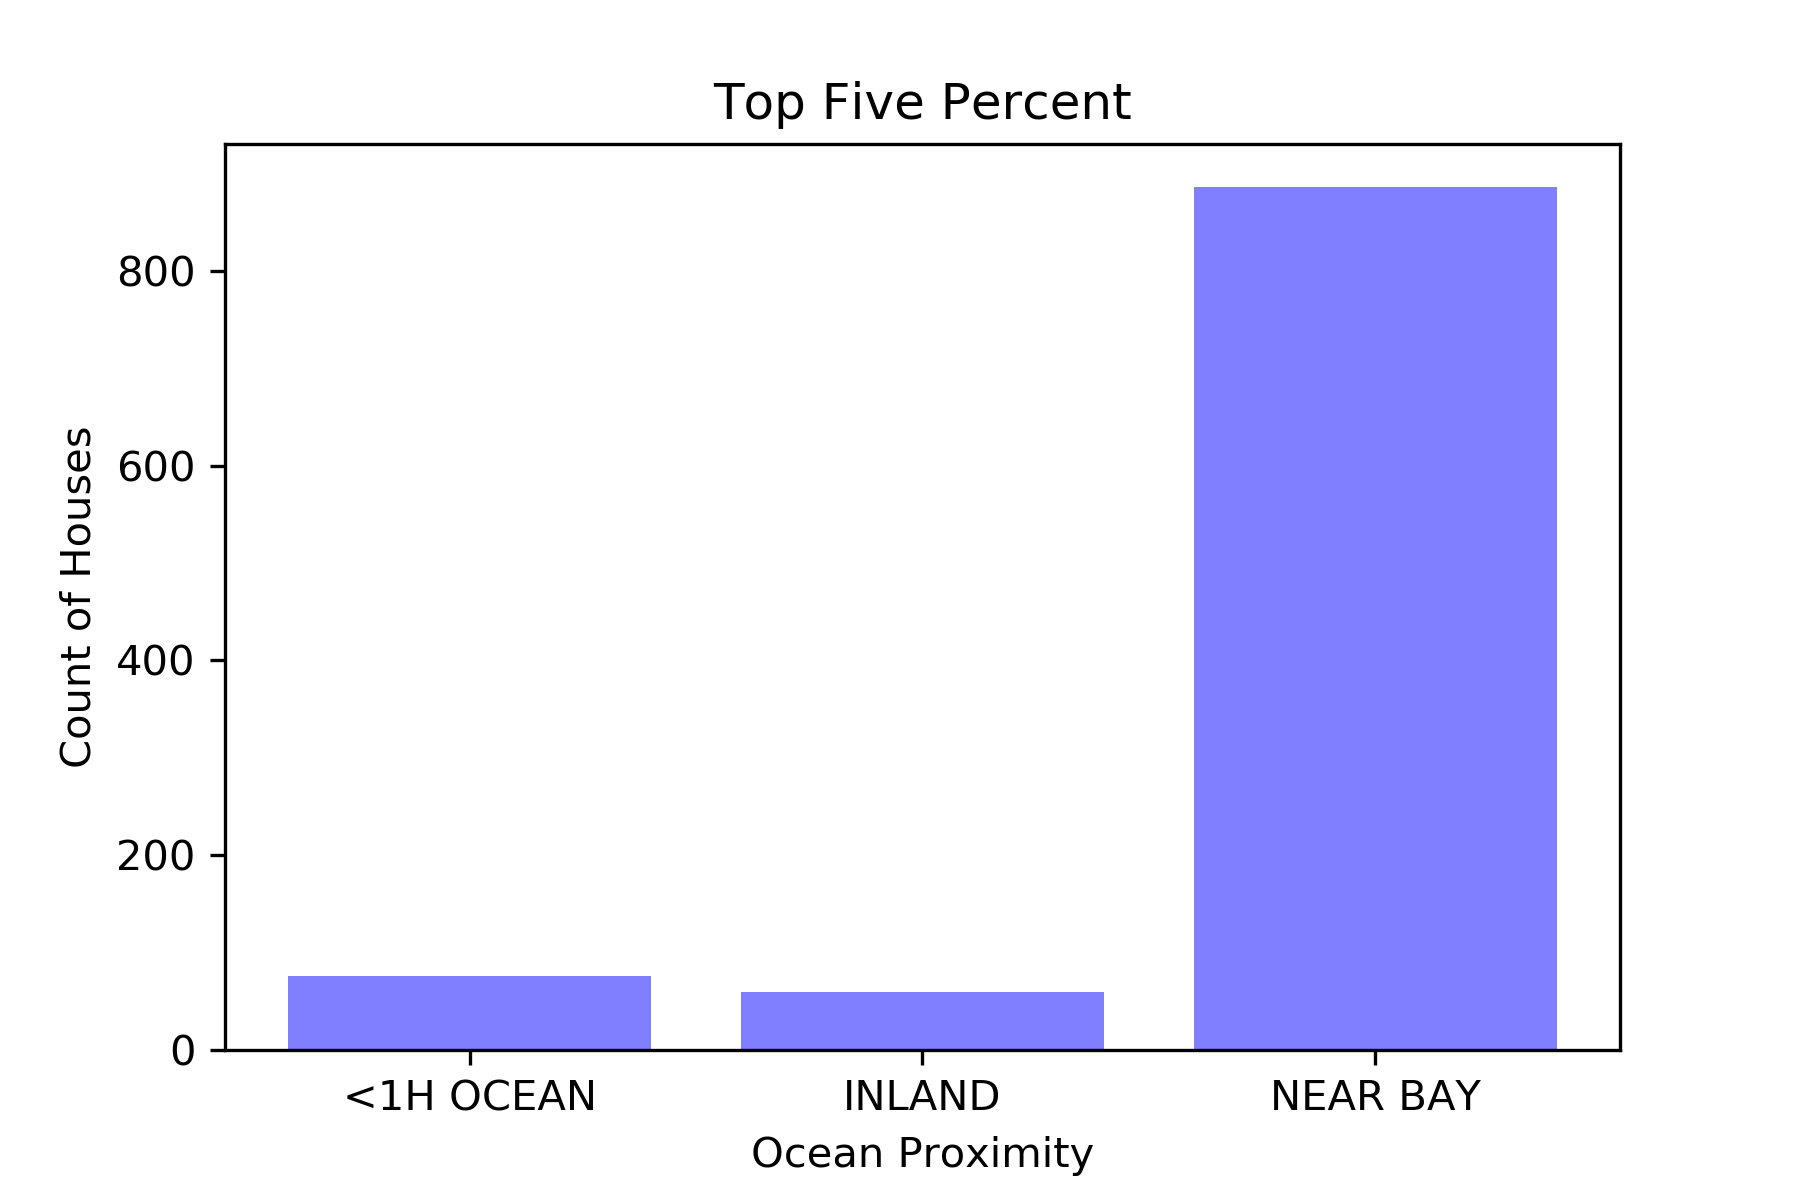 Top Five Percent
Count of Houses
800
600
400
200
0
<1H OCEAN
INLAND
NEAR BAY
Ocean Proximity